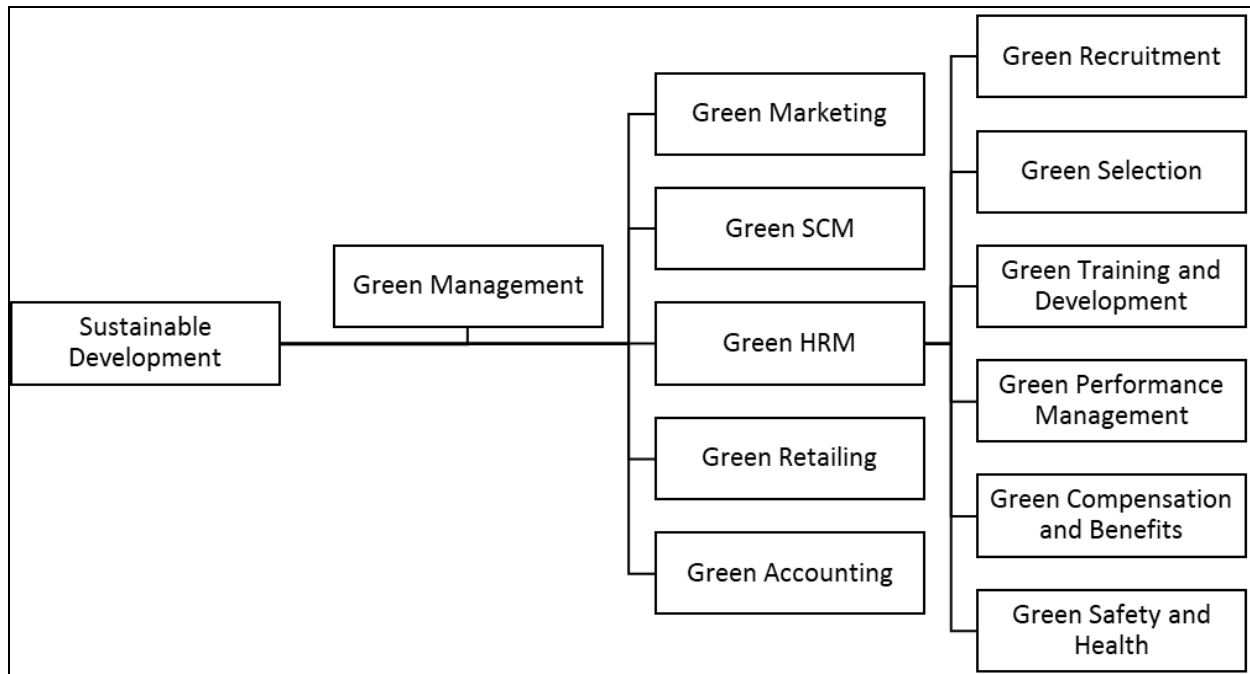 Sustainable
Development
Green Management
Green Marketing
Green SCM
Green HRM
Green Retailing
Green Accounting
Green Recruitment
Green Selection
Green Training and
Development
Green Performance
Management
Green Compensation
and Benefits
Green Safety and
Health